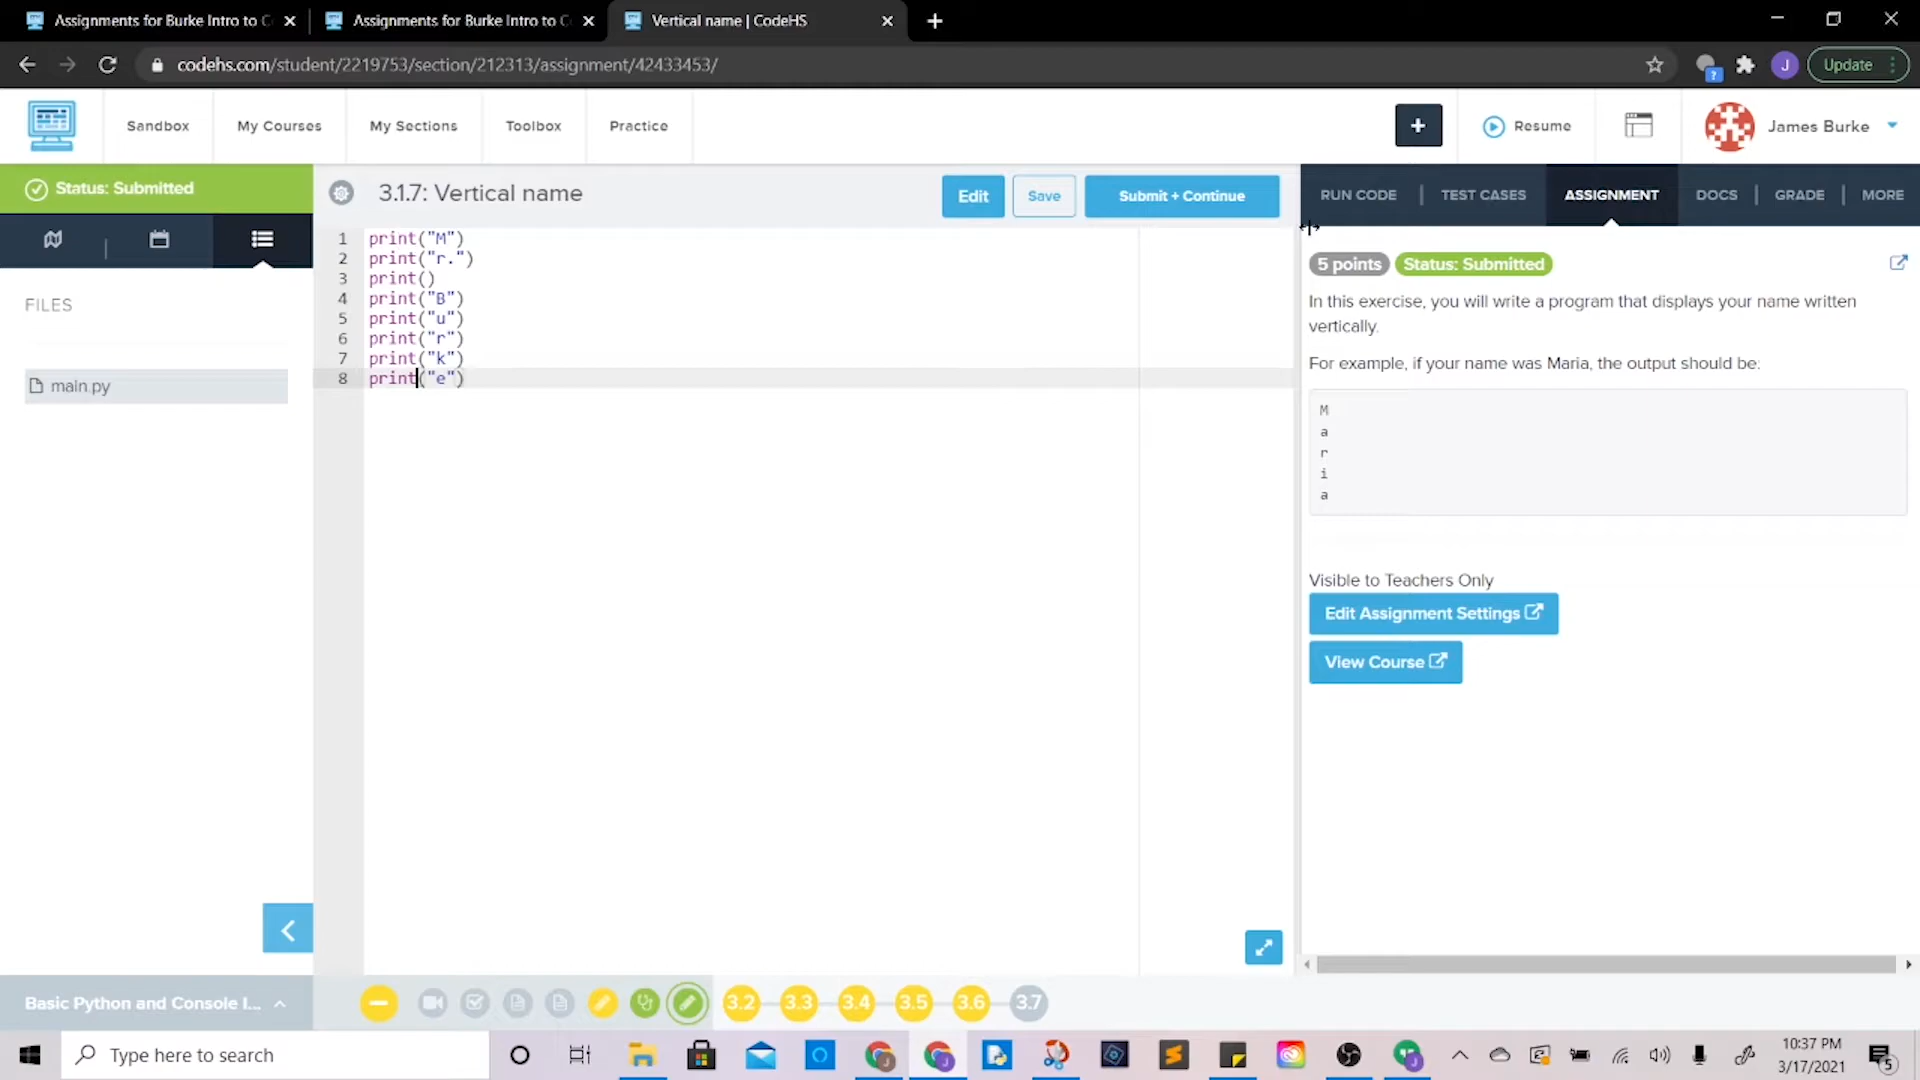 Assignments for Burke Intro to C
Assignments for Burke Intro to C
Vertical name | CodeHS
codehs.com/student/2219753/section/212313/assignment/42433453/
J
Update
Sandbox
My Courses
My Sections
Toolbox
Practice
+
Resume
James Burke
Status: Submitted
3.1.7: Vertical name
Edit
Save
Submit + Continue
RUN CODE
TEST CASES
ASSIGNMENT
DOCS
GRADE
MORE
FILES
main.py
1 print("M")
2 print("r.")
3 print()
4 print("B")
5 print("u")
6 print("r")
7 print("k")
8 print("e")
5 points
Status: Submitted
In this exercise, you will write a program that displays your name written
vertically.
For example, if your name was Maria, the output should be:
M
a
r
i
a
Visible to Teachers Only
Edit Assignment Settings
View Course
Basic Python and Console I...
3.2
3.3
3.4
3.5
3.6
3.7
Type here to search
10:37 PM
3/17/2021
5